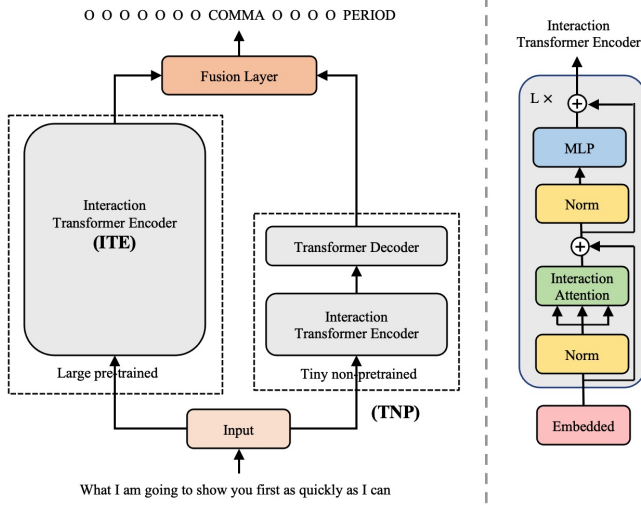 O O O O O O O COMMA O O O O PERIOD
Fusion Layer
Interaction
Transformer Encoder
(ITE)
Large pre-trained
Transformer Decoder
Interaction
Transformer Encoder
Tiny non-pretrained
(TNP)
Input
What I am going to show you first as quickly as I can
Interaction
Transformer Encoder
L ×
+
MLP
Norm
+
Interaction
Attention
Norm
Embedded